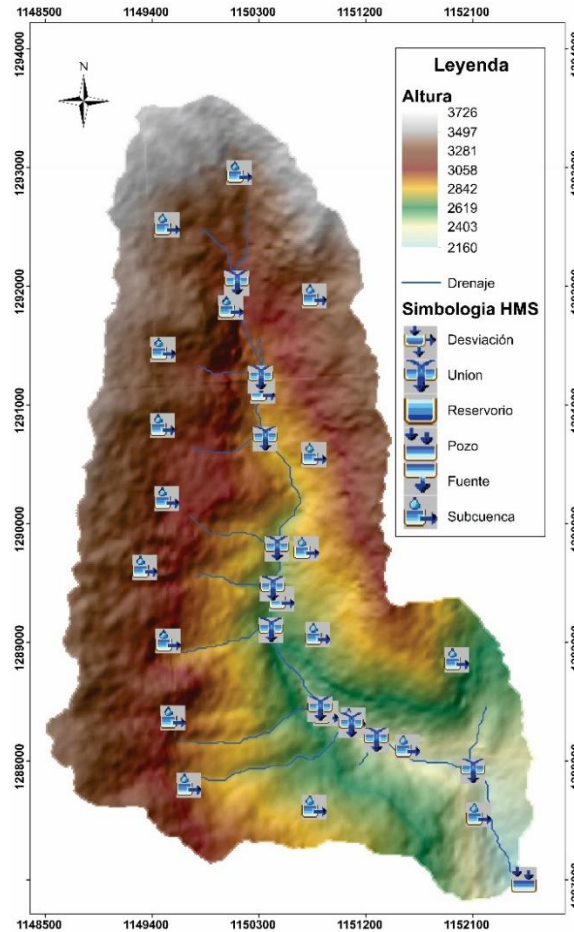 1148500 1149400 1150300 1151200 1152100
1294000
1293000
1292000
1291000
1290000
1289000
1288000
N
Leyenda
Altura
3726
3497
3281
3058
2842
2619
2403
2160
Drenaje
Simbologia HMS
Desviación
Union
Reservorio
Pozo
Fuente
Subcuenca
1148500 1149400 1150300 1151200 1152100